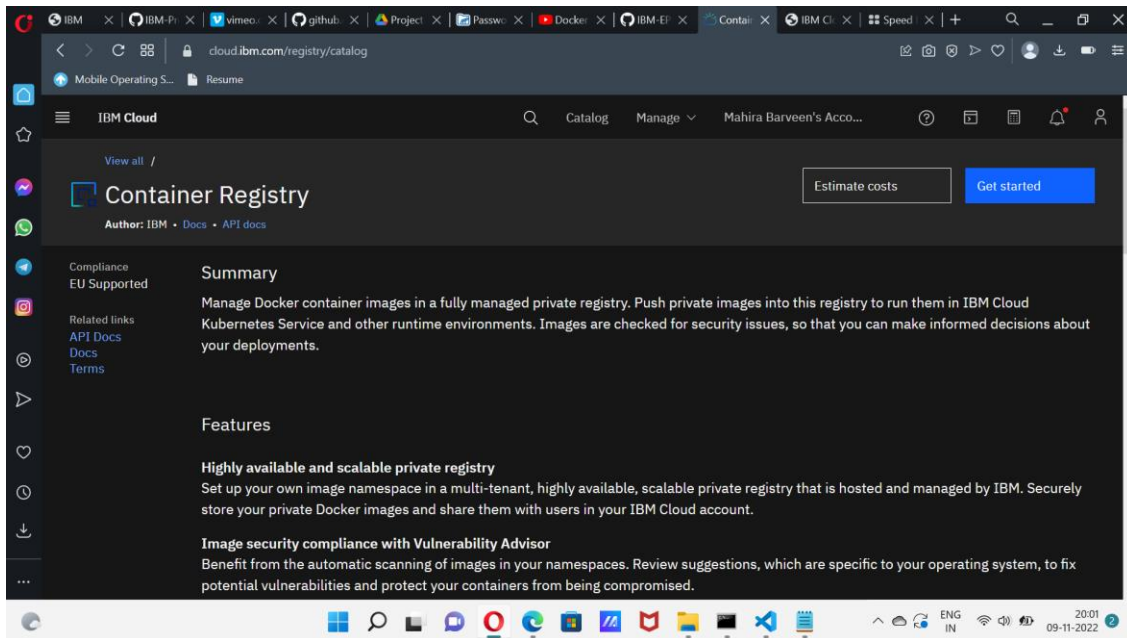 IBM
IBM-Pr
vimeo.
github.
Project
Passwo
Docker
IBM-EP
Contair
IBM Clo
Speed
cloud.ibm.com/registry/catalog
Mobile Operating S...
Resume
IBM Cloud
Catalog
Manage
Mahira Barveen's Acco...
View all /
Container Registry
Estimate costs
Get started
Author: IBM • Docs • API docs
Compliance
EU Supported
Related links
API Docs
Docs
Terms
Summary
Manage Docker container images in a fully managed private registry. Push private images into this registry to run them in IBM Cloud
Kubernetes Service and other runtime environments. Images are checked for security issues, so that you can make informed decisions about
your deployments.
Features
Highly available and scalable private registry
Set up your own image namespace in a multi-tenant, highly available, scalable private registry that is hosted and managed by IBM. Securely
store your private Docker images and share them with users in your IBM Cloud account.
Image security compliance with Vulnerability Advisor
Benefit from the automatic scanning of images in your namespaces. Review suggestions, which are specific to your operating system, to fix
potential vulnerabilities and protect your containers from being compromised.
ENG
IN
20:01
09-11-2022
2